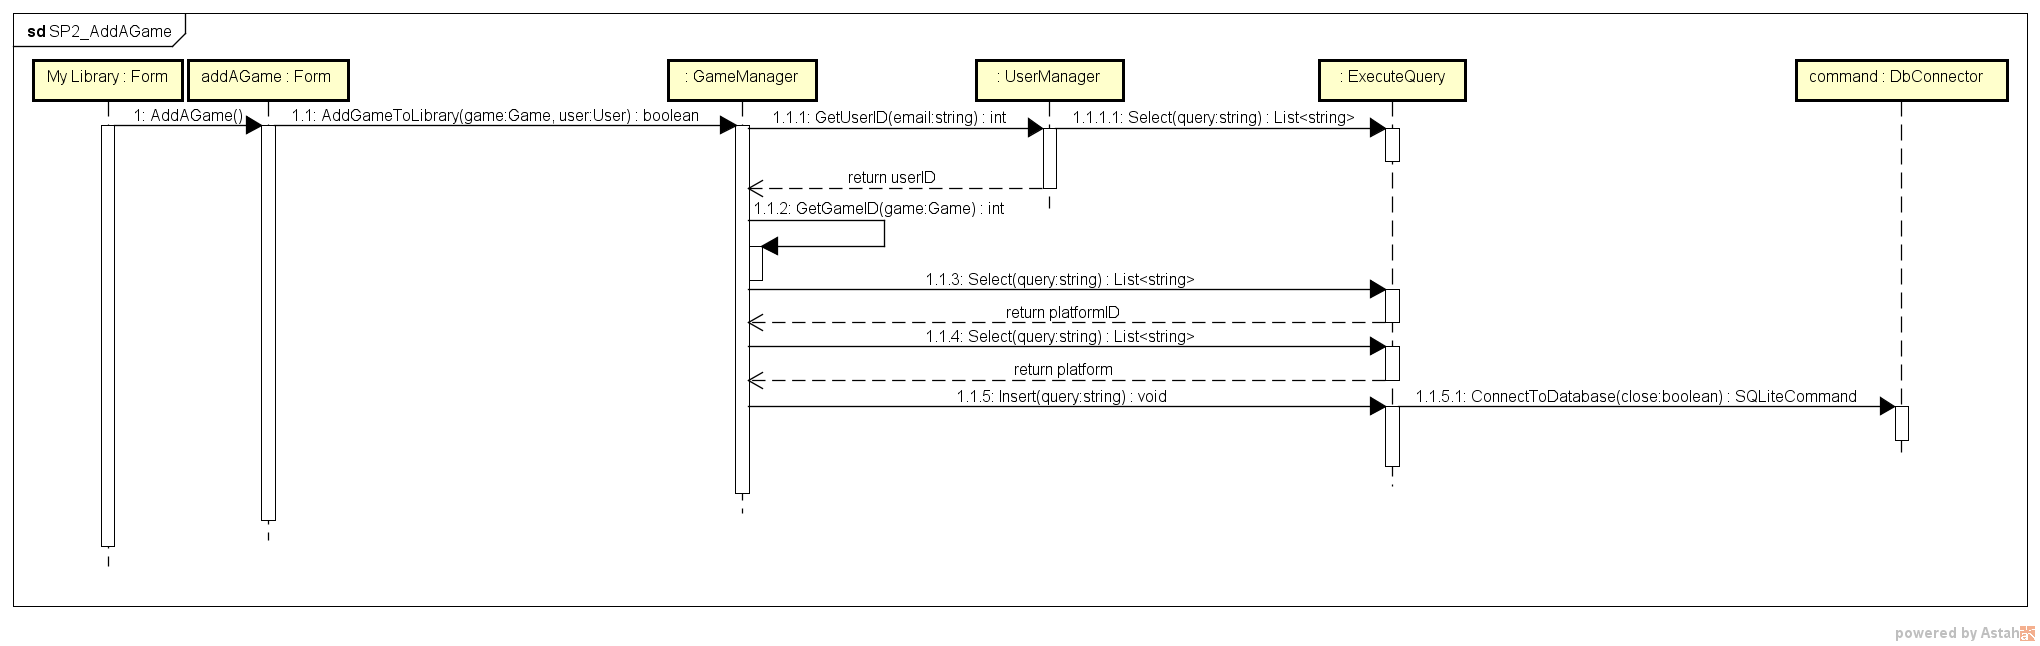 sd SP2_AddAGame
My Library : Form
addAGame : Form
: GameManager
: UserManager
: ExecuteQuery
command : DbConnector
1: AddAGame()
1.1: AddGameToLibrary(game:Game, user:User) : boolean
1.1.1: GetUserID(email:string) : int
1.1.1.1: Select(query:string) : List<string>
return userID
1.1.2: GetGameID(game:Game) : int
1.1.3: Select(query:string) : List<string>
return platformID
1.1.4: Select(query:string) : List<string>
return platform
1.1.5: Insert(query:string) : void
1.1.5.1: ConnectToDatabase(close:boolean) : SQLiteCommand
powered by Astah